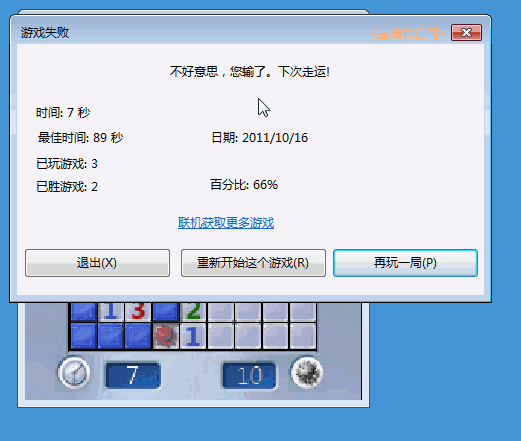 游戏失败
不好意思，您输了。下次走运!
时间: 7 秒
最佳时间: 89 秒
日期: 2011/10/16
已玩游戏: 3
已胜游戏: 2
百分比: 66%
联机获取更多游戏
退出(X)
重新开始这个游戏(R)
再玩一局(P)
1 3 2
1
7
10